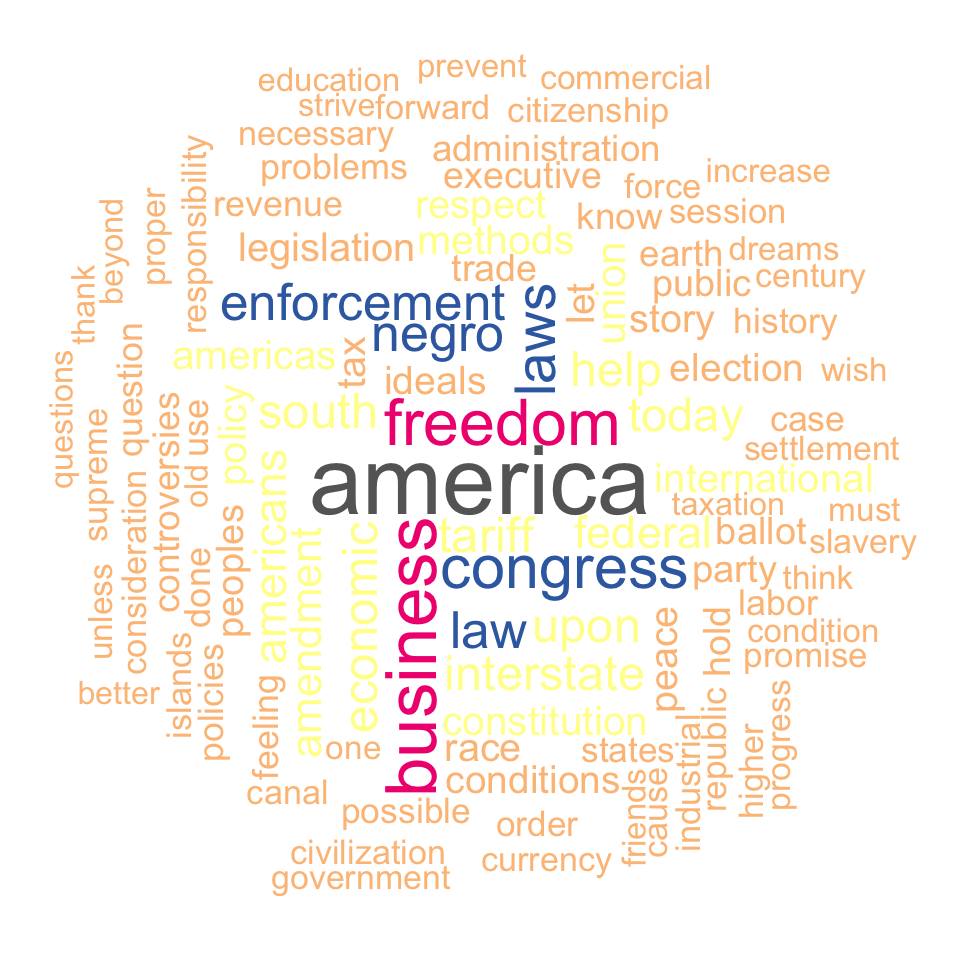 education
prevent
commercial
strive
forward
citizenship
necessary
administration
problems
executive
force
increase
responsibility
proper
beyond
revenue
respect
know
session
legislation
methods
trade
earth
dreams
union
public
century
thank
enforcement
laws
let
negro
story
history
americas
tax
ideals
help
election
wish
questions
question
policy
south
freedom
today
case
supreme
controversies
old
use
settlement
america
international
consideration
americans
taxation
must
peoples
amendment
economic
business
tariff
federal
ballot
slavery
congress
party
think
unless
done
law
upon
labor
condition
peace
hold
promise
better
islands
policies
feeling
interstate
constitution
one
race
states
industrial
republic
higher
progress
canal
conditions
possible
order
friends
cause
civilization
currency
government